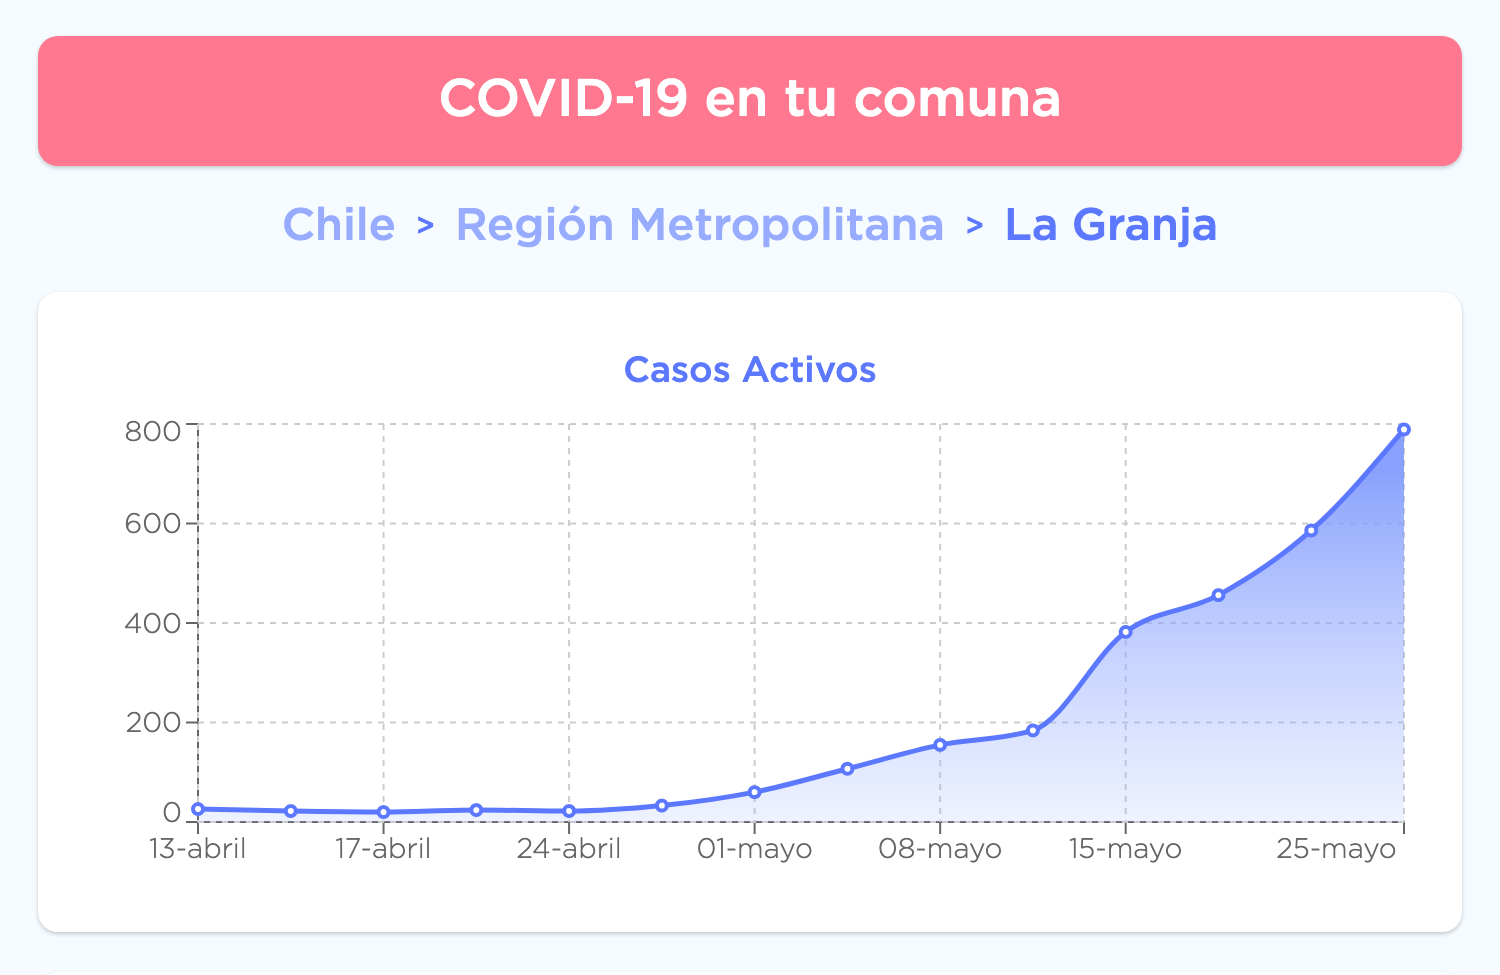 COVID-19 en tu comuna
Chile > Región Metropolitana > La Granja
Casos Activos
800
600
400
200
0
13-abril 17-abril 24-abril 01-mayo 08-mayo 15-mayo 25-mayo